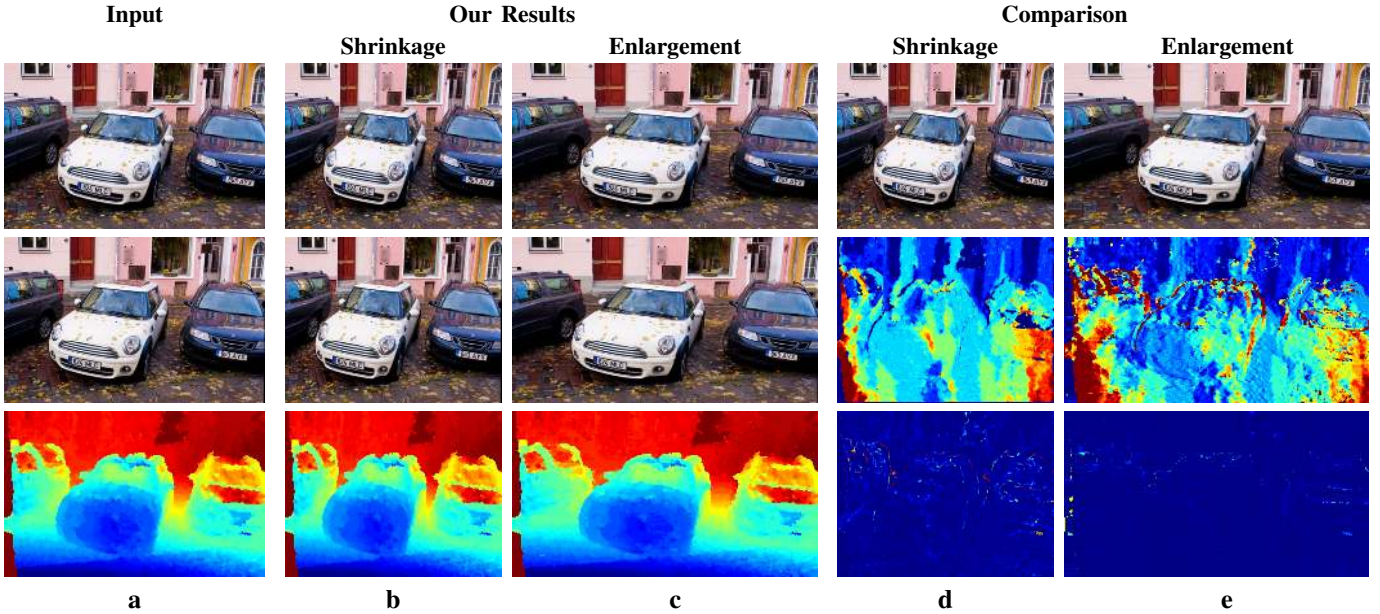 Input Our Results Comparison
Shrinkage Enlargement Shrinkage Enlargement
a b c d e